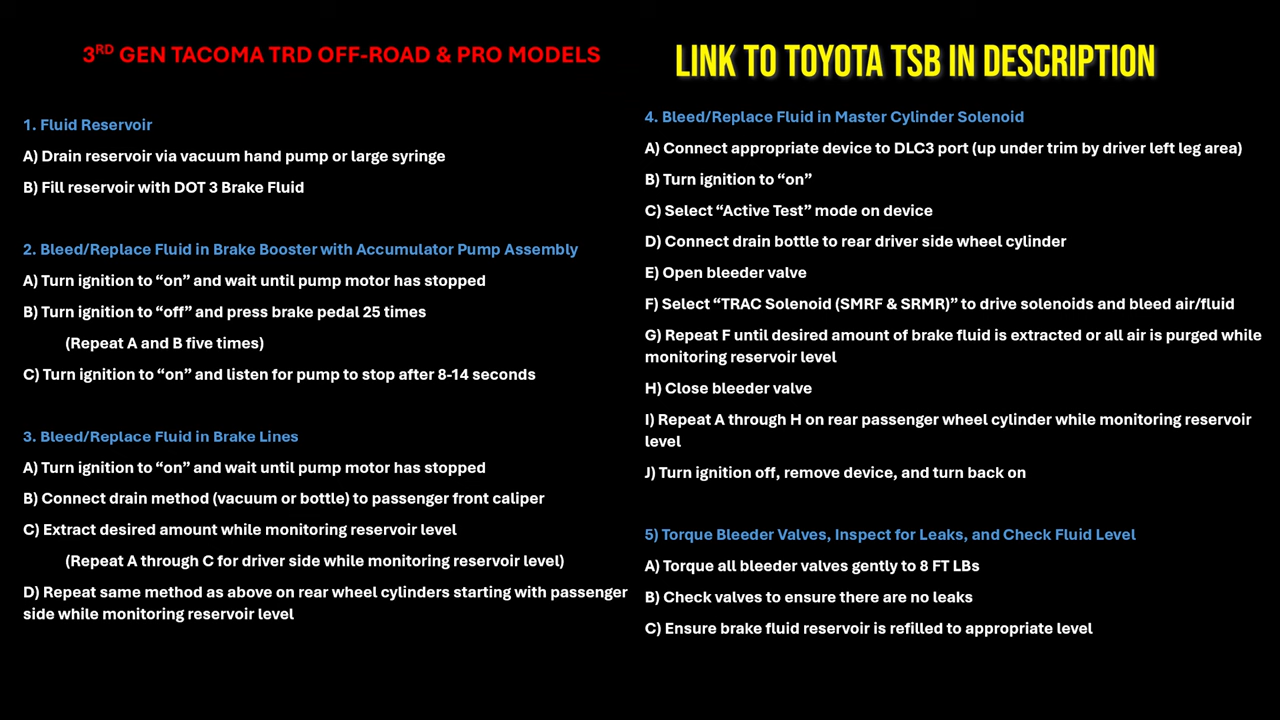 3RD GEN TACOMA TRD OFF-ROAD & PRO MODELS
1. Fluid Reservoir
A) Drain reservoir via vacuum hand pump or large syringe
B) Fill reservoir with DOT 3 Brake Fluid
2. Bleed/Replace Fluid in Brake Booster with Accumulator Pump Assembly
A) Turn ignition to “on” and wait until pump motor has stopped
B) Turn ignition to “off” and press brake pedal 25 times
(Repeat A and B five times)
C) Turn ignition to “on” and listen for pump to stop after 8-14 seconds
3. Bleed/Replace Fluid in Brake Lines
A) Turn ignition to “on” and wait until pump motor has stopped
B) Connect drain method (vacuum or bottle) to passenger front caliper
C) Extract desired amount while monitoring reservoir level
(Repeat A through C for driver side while monitoring reservoir level)
D) Repeat same method as above on rear wheel cylinders starting with passenger
side while monitoring reservoir level
LINK TO TOYOTA TSB IN DESCRIPTION
4. Bleed/Replace Fluid in Master Cylinder Solenoid
A) Connect appropriate device to DLC3 port (up under trim by driver left leg area)
B) Turn ignition to “on”
C) Select “Active Test” mode on device
D) Connect drain bottle to rear driver side wheel cylinder
E) Open bleeder valve
F) Select “TRAC Solenoid (SMRF & SRMR)” to drive solenoids and bleed air/fluid
G) Repeat F until desired amount of brake fluid is extracted or all air is purged while
monitoring reservoir level
H) Close bleeder valve
I) Repeat A through H on rear passenger wheel cylinder while monitoring reservoir
level
J) Turn ignition off, remove device, and turn back on
5) Torque Bleeder Valves, Inspect for Leaks, and Check Fluid Level
A) Torque all bleeder valves gently to 8 FT LBs
B) Check valves to ensure there are no leaks
C) Ensure brake fluid reservoir is refilled to appropriate level